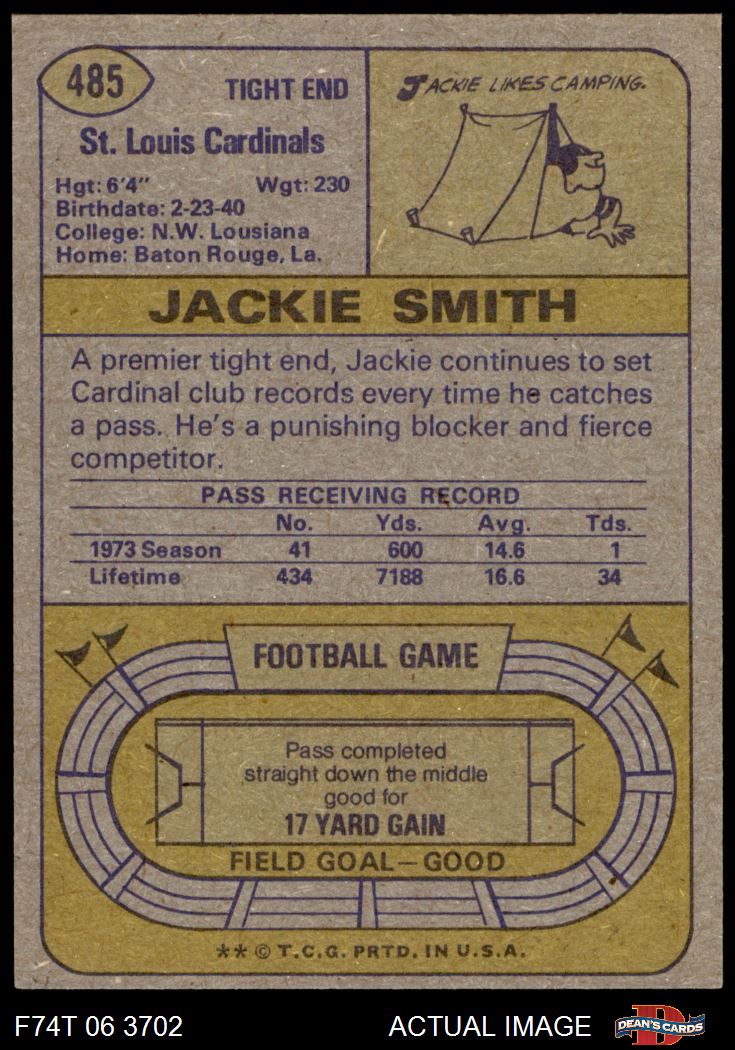 485
TIGHT END
St. Louis Cardinals
Hgt: 6'4" Wgt: 230
Birthdate: 2-23-40
College: N.W. Lousiana
Home: Baton Rouge, La.
JACKIE LIKES CAMPING.
JACKIE SMITH
A premier tight end, Jackie continues to set
Cardinal club records every time he catches
a pass. He's a punishing blocker and fierce
competitor.
PASS RECEIVING RECORD
No. Yds. Avg. Tds.
1973 Season 41 600 14.6 1
Lifetime 434 7188 16.6 34
FOOTBALL GAME
Pass completed
straight down the middle
good for
17 YARD GAIN
FIELD GOAL—GOOD
** © T.C.G. PRTD. IN U.S.A.
F74T 06 3702 ACTUAL IMAGE
DEAN'S CARDS